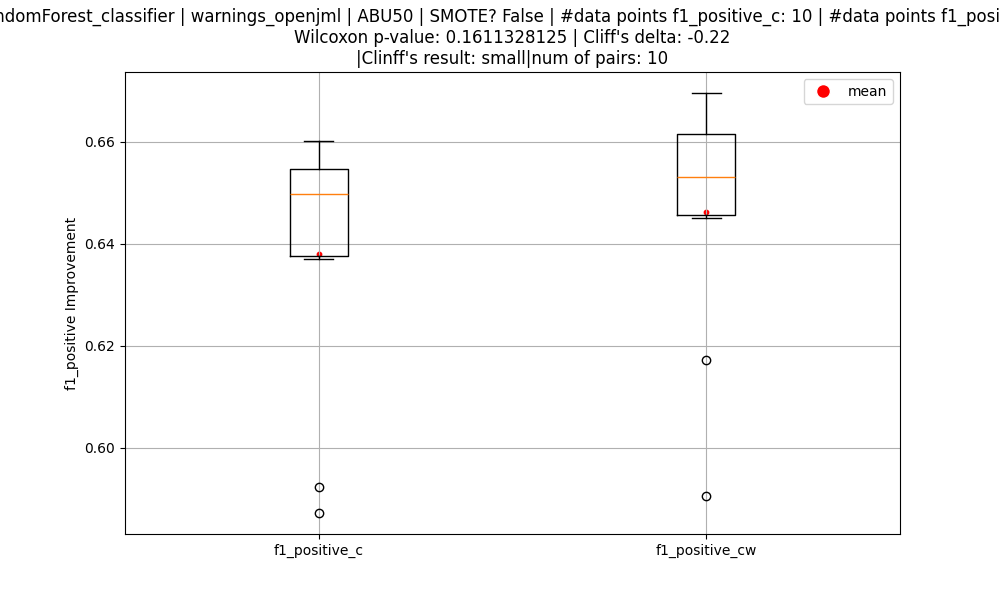 ndomForest_classifier | warnings_openjml | ABU50 | SMOTE? False | #data points f1_positive_c: 10 | #data points f1_posi
Wilcoxon p-value: 0.1611328125 | Cliff's delta: -0.22
|Clinff's result: small|num of pairs: 10
mean
0.66
0.64
0.62
0.60
f1_positive Improvement
f1_positive_c
f1_positive_cw